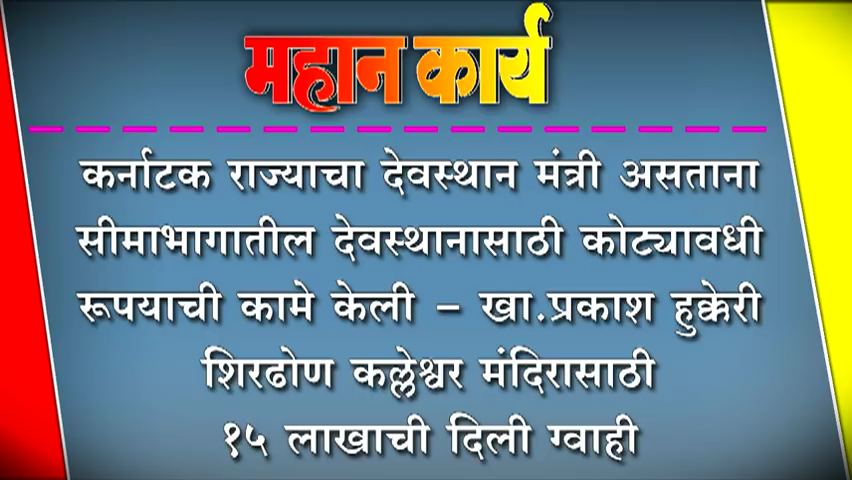 महान कार्य
कर्नाटक राज्याचा देवस्थान मंत्री असताना
सीमाभागातील देवस्थानासाठी कोट्यावधी
रूपयाची कामे केली – खा.प्रकाश हुक्केरी
शिरढोण कल्लेश्वर मंदिरासाठी
१५ लाखाची दिली ग्वाही